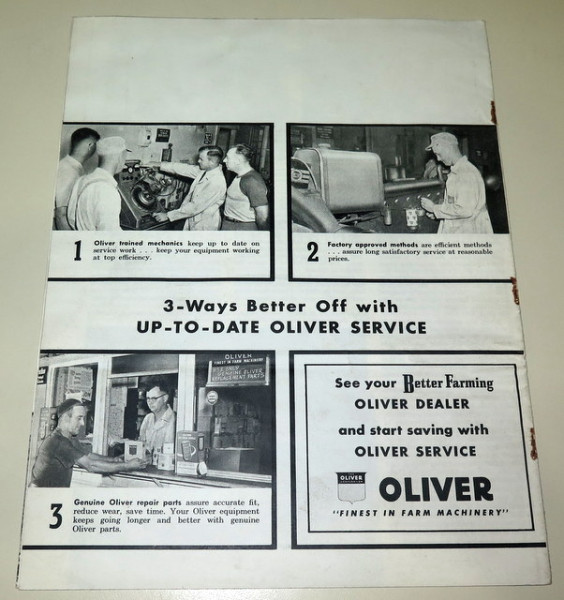 1
Oliver trained mechanics keep up to date on
service work . . . keep your equipment working
at top efficiency.
2
Factory approved methods are efficient methods
. . . assure long satisfactory service at reasonable
prices.
3-Ways Better Off with
UP-TO-DATE OLIVER SERVICE
OLIVER
FINEST IN FARM MACHINERY
GENUINE OLIVER
REPLACEMENT PARTS
3
Genuine Oliver repair parts assure accurate fit,
reduce wear, save time. Your Oliver equipment
keeps going longer and better with genuine
Oliver parts.
See your Better Farming
OLIVER DEALER
and start saving with
OLIVER SERVICE
OLIVER
OLIVER
"FINEST IN FARM MACHINERY"